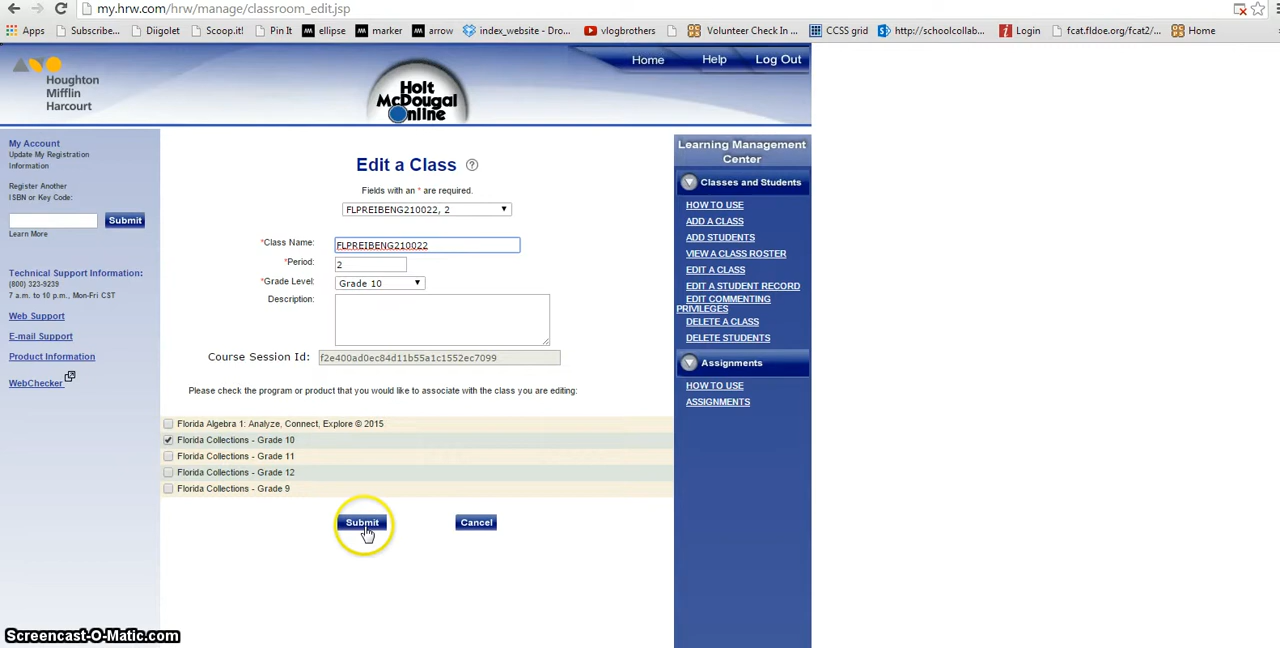 my.hrw.com/hrw/manage/classroom_edit.jsp
Apps Subscribe... Diigolet Scoop.it! Pin It ellipse marker arrow index_website - Dro... vlogbrothers Volunteer Check In ... CCSS grid http://schoolcollab... Login fcat.fldoe.org/fcat2/... Home
Houghton
Mifflin
Harcourt
Holt
McDougal
Online
Home Help Log Out
My Account
Update My Registration
Information
Register Another
ISBN or Key Code:
Submit
Learn More
Technical Support Information:
(800) 323-9239
7 a.m. to 10 p.m., Mon-Fri CST
Web Support
E-mail Support
Product Information
WebChecker
Edit a Class ?
Fields with an * are required.
FLPREIBENG210022, 2
*Class Name: FLPREIBENG210022
*Period: 2
*Grade Level: Grade 10
Description:
Course Session Id: f2e400ad0ec84d11b55a1c1552ec7099
Please check the program or product that you would like to associate with the class you are editing:
Florida Algebra 1: Analyze, Connect, Explore © 2015
Florida Collections - Grade 10
Florida Collections - Grade 11
Florida Collections - Grade 12
Florida Collections - Grade 9
Submit Cancel
Learning Management
Center
Classes and Students
HOW TO USE
ADD A CLASS
ADD STUDENTS
VIEW A CLASS ROSTER
EDIT A CLASS
EDIT A STUDENT RECORD
EDIT COMMENTING
PRIVILEGES
DELETE A CLASS
DELETE STUDENTS
Assignments
HOW TO USE
ASSIGNMENTS
Screencast-O-Matic.com